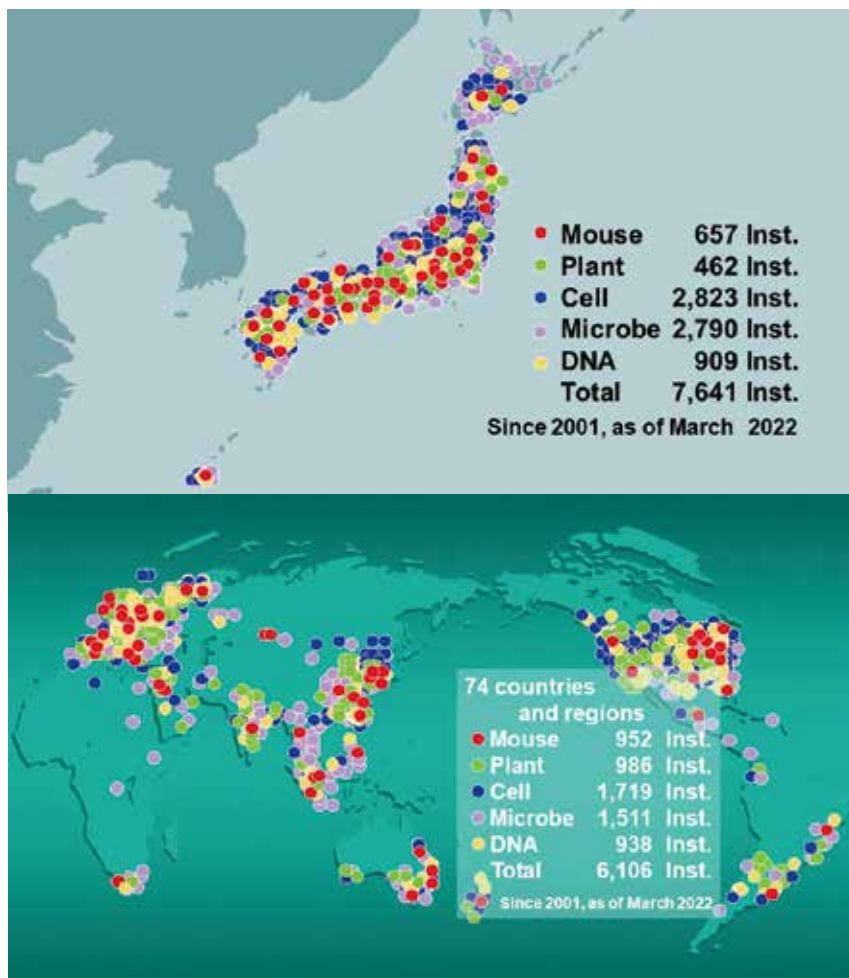 Mouse 657 Inst.
Plant 462 Inst.
Cell 2,823 Inst.
Microbe 2,790 Inst.
DNA 909 Inst.
Total 7,641 Inst.
Since 2001, as of March 2022
74 countries
and regions
Mouse 952 Inst.
Plant 986 Inst.
Cell 1,719 Inst.
Microbe 1,511 Inst.
DNA 938 Inst.
Total 6,106 Inst.
Since 2001, as of March 2022